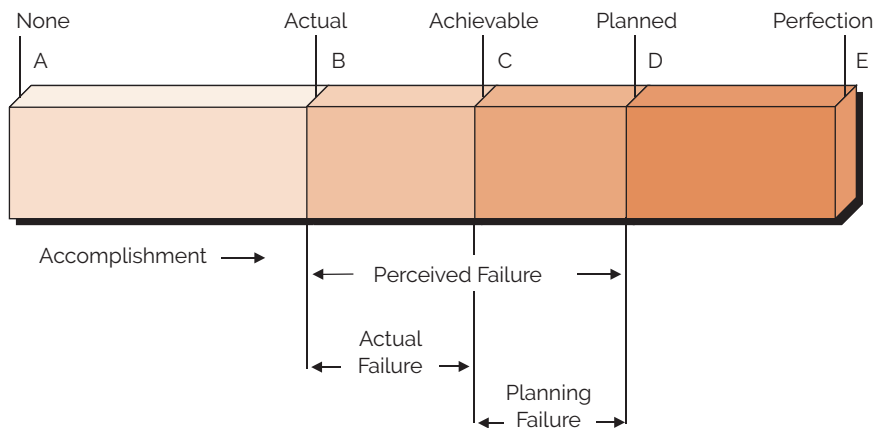 None Actual Achievable Planned Perfection
A B C D E
Accomplishment
Perceived Failure
Actual
Failure
Planning
Failure